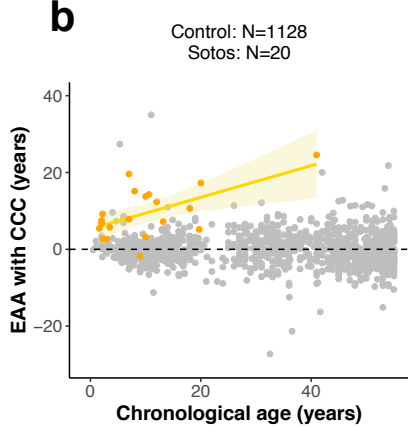 b
Control: N=1128
Sotos: N=20
EAA with CCC (years)
40
20
0
−20
0
20
40
Chronological age (years)